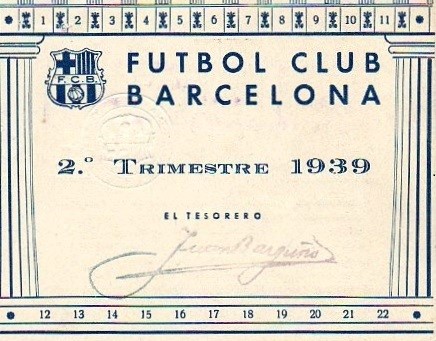 1 2 3 4 5 6 7 8 9 10 11
F.C.B.
FUTBOL CLUB
BARCELONA
2.º TRIMESTRE 1939
EL TESORERO
12 13 14 15 16 17 18 19 20 21 22